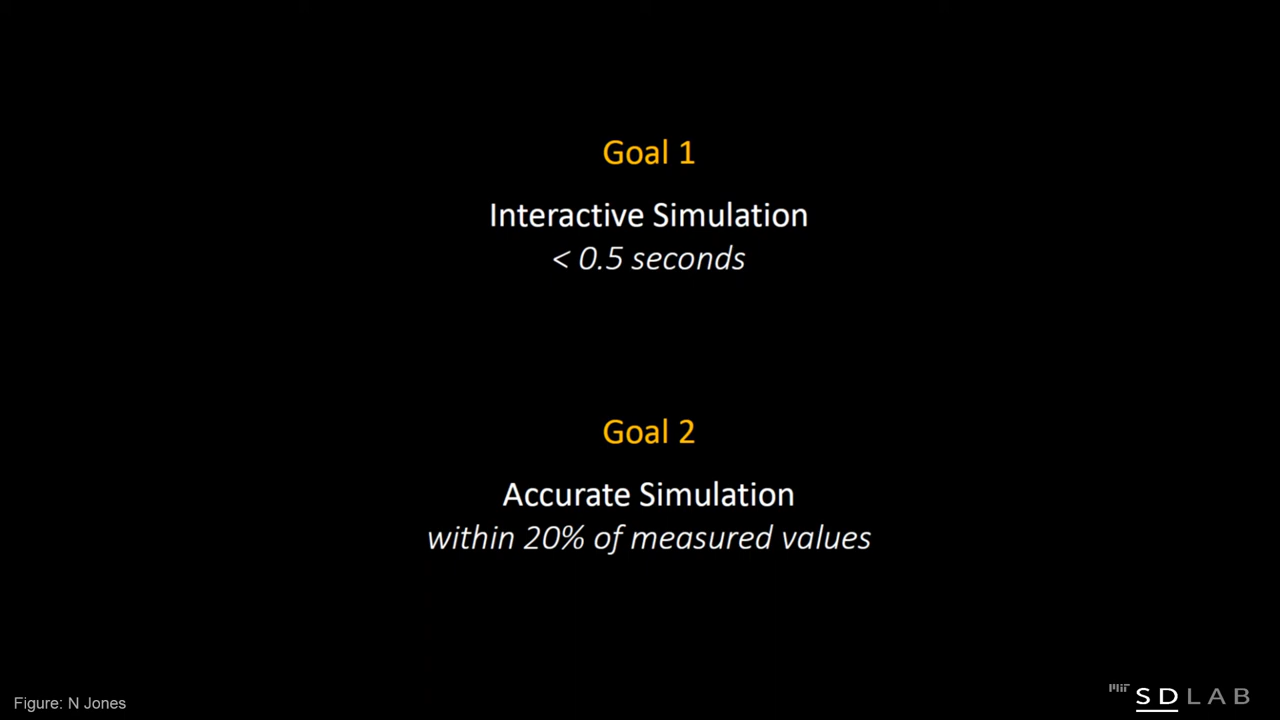 Goal 1
Interactive Simulation
< 0.5 seconds
Goal 2
Accurate Simulation
within 20% of measured values
Figure: N Jones
MIT SDLAB